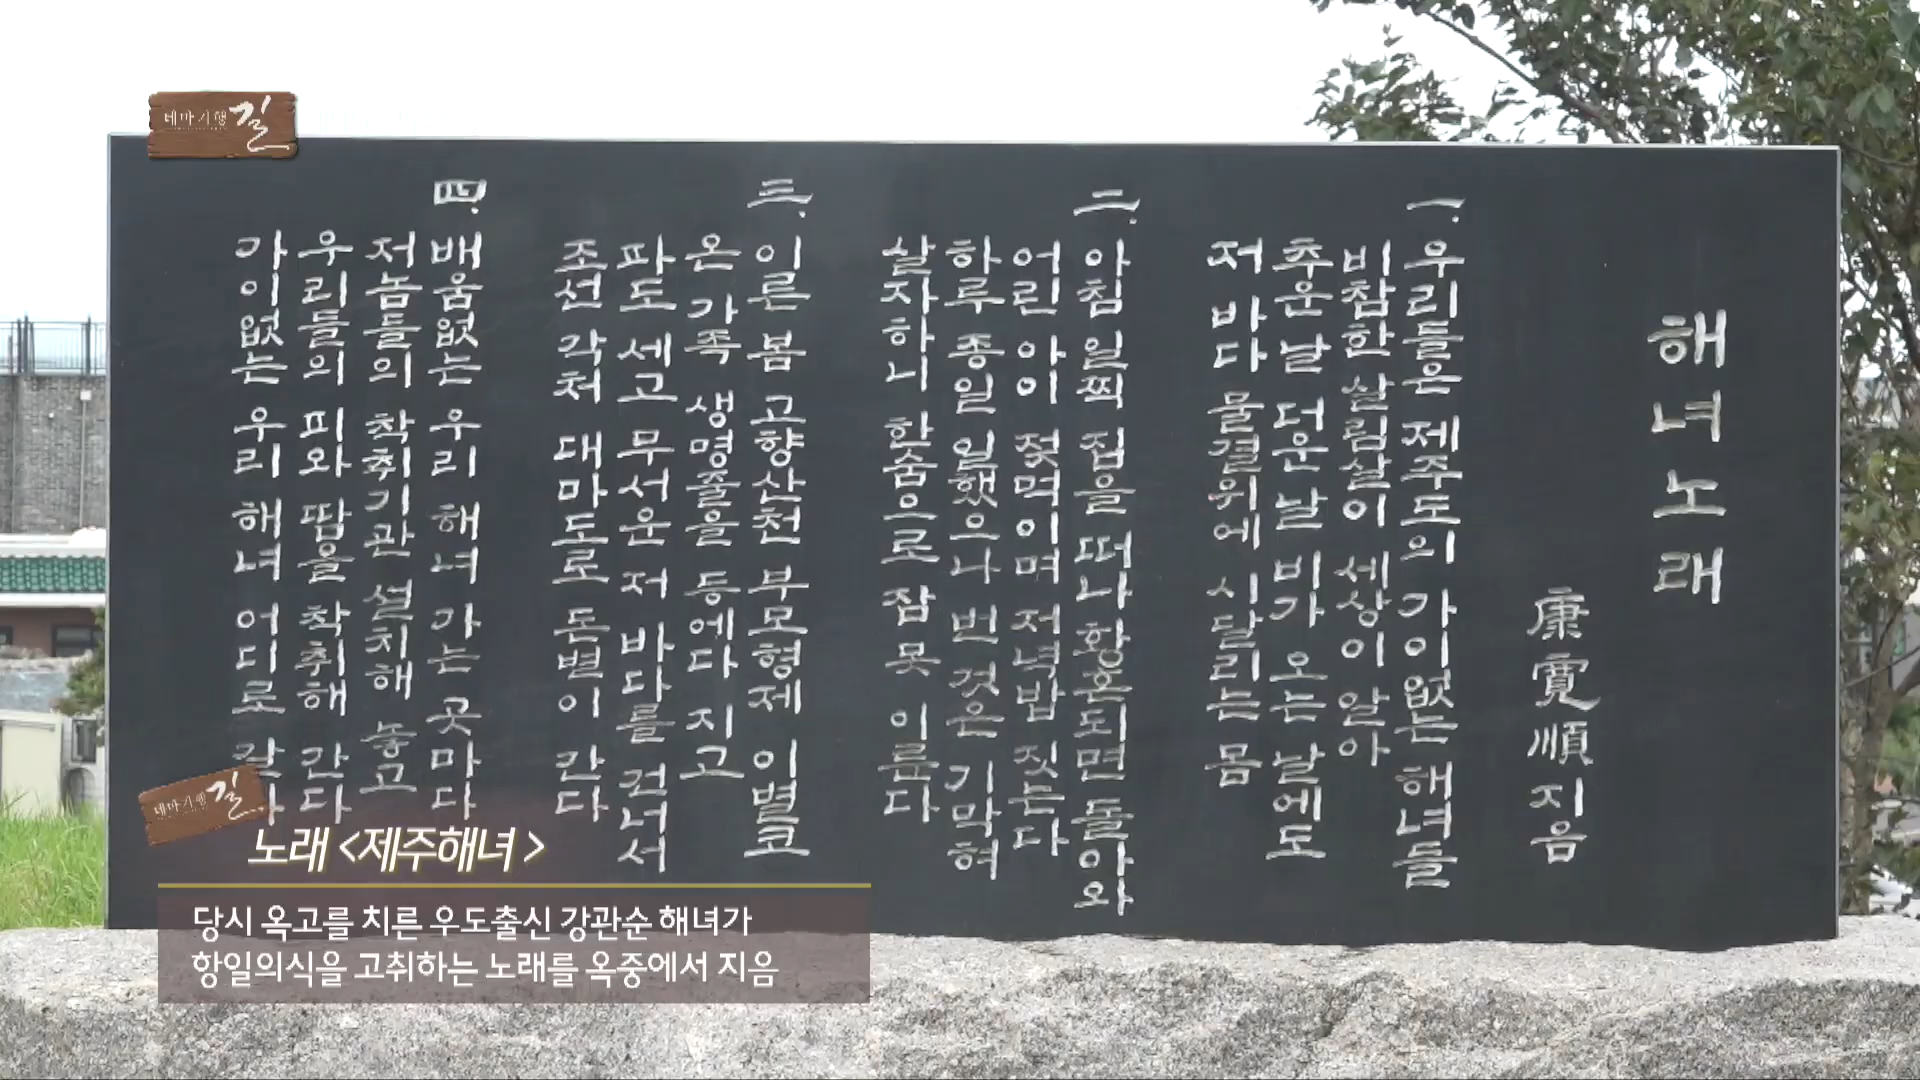 테마기행 길
해녀노래
康寬順 지음
一. 우리들은 제주도의 가이없는 해녀들
비참한 살림살이 세상이 알아
추운 날 더운 날 비가 오는 날에도
저 바다 물결위에 시달리는 몸
二. 아침 일찍 집을 떠나 황혼되면 돌아와
어린 아이 젖먹이며 저녁밥 짓는다
하루 종일 일했으나 번 것은 기막혀
살자하니 한숨으로 잠 못 이룬다
三. 이른 봄 고향산천 부모형제 이별코
온 가족 생명줄을 등에다 지고
파도 세고 무서운 저 바다를 건너서
조선 각처 대마도로 돈벌이 간다
四. 배움없는 우리 해녀 가는 곳마다
저놈들의 착취기관 설치해 놓고
우리들의 피와 땀을 착취해 간다
가이없는 우리 해녀 어디로 갈까
테마기행 길
노래 <제주해녀>
당시 옥고를 치른 우도출신 강관순 해녀가
항일의식을 고취하는 노래를 옥중에서 지음